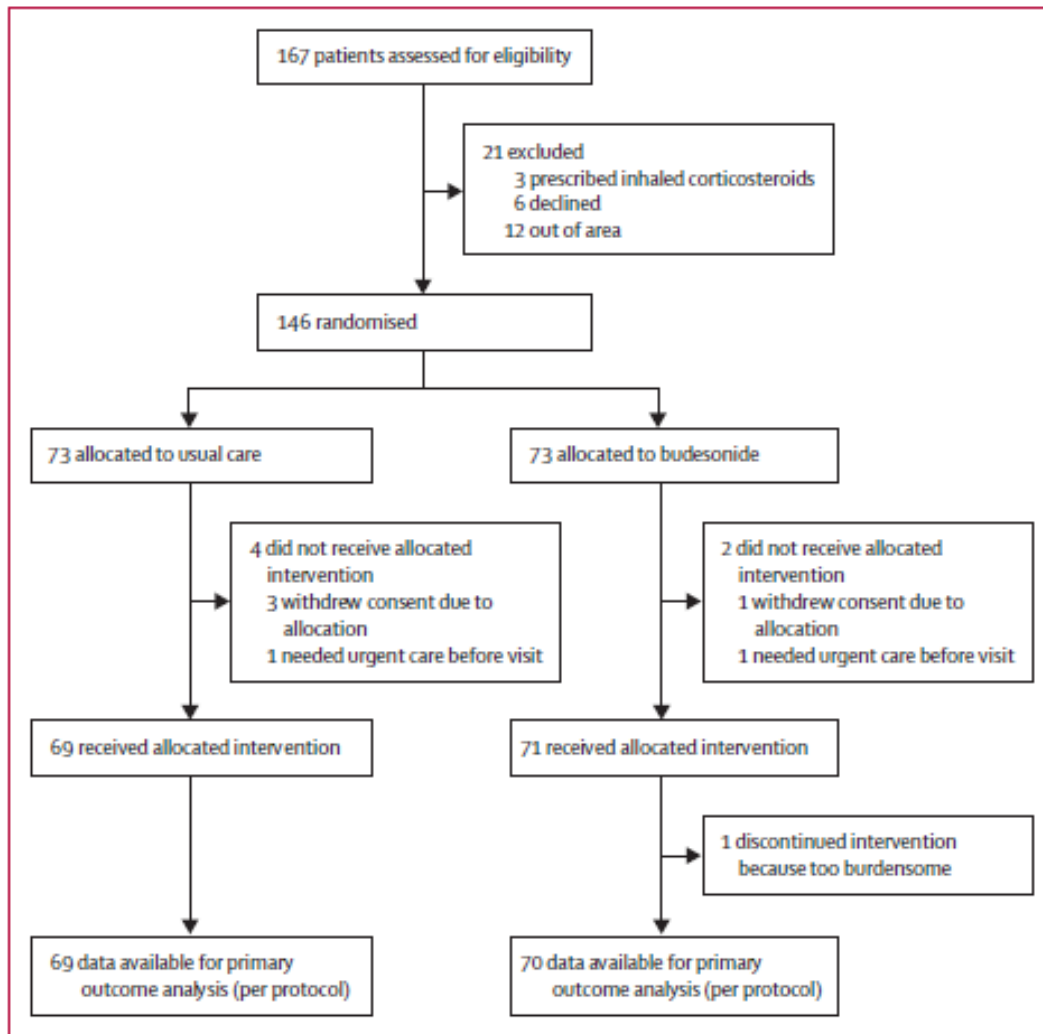 167 patients assessed for eligibility
21 excluded
3 prescribed inhaled corticosteroids
6 declined
12 out of area
146 randomised
73 allocated to usual care
73 allocated to budesonide
4 did not receive allocated
intervention
3 withdrew consent due to
allocation
1 needed urgent care before visit
2 did not receive allocated
intervention
1 withdrew consent due to
allocation
1 needed urgent care before visit
69 received allocated intervention
71 received allocated intervention
1 discontinued intervention
because too burdensome
69 data available for primary
outcome analysis (per protocol)
70 data available for primary
outcome analysis (per protocol)